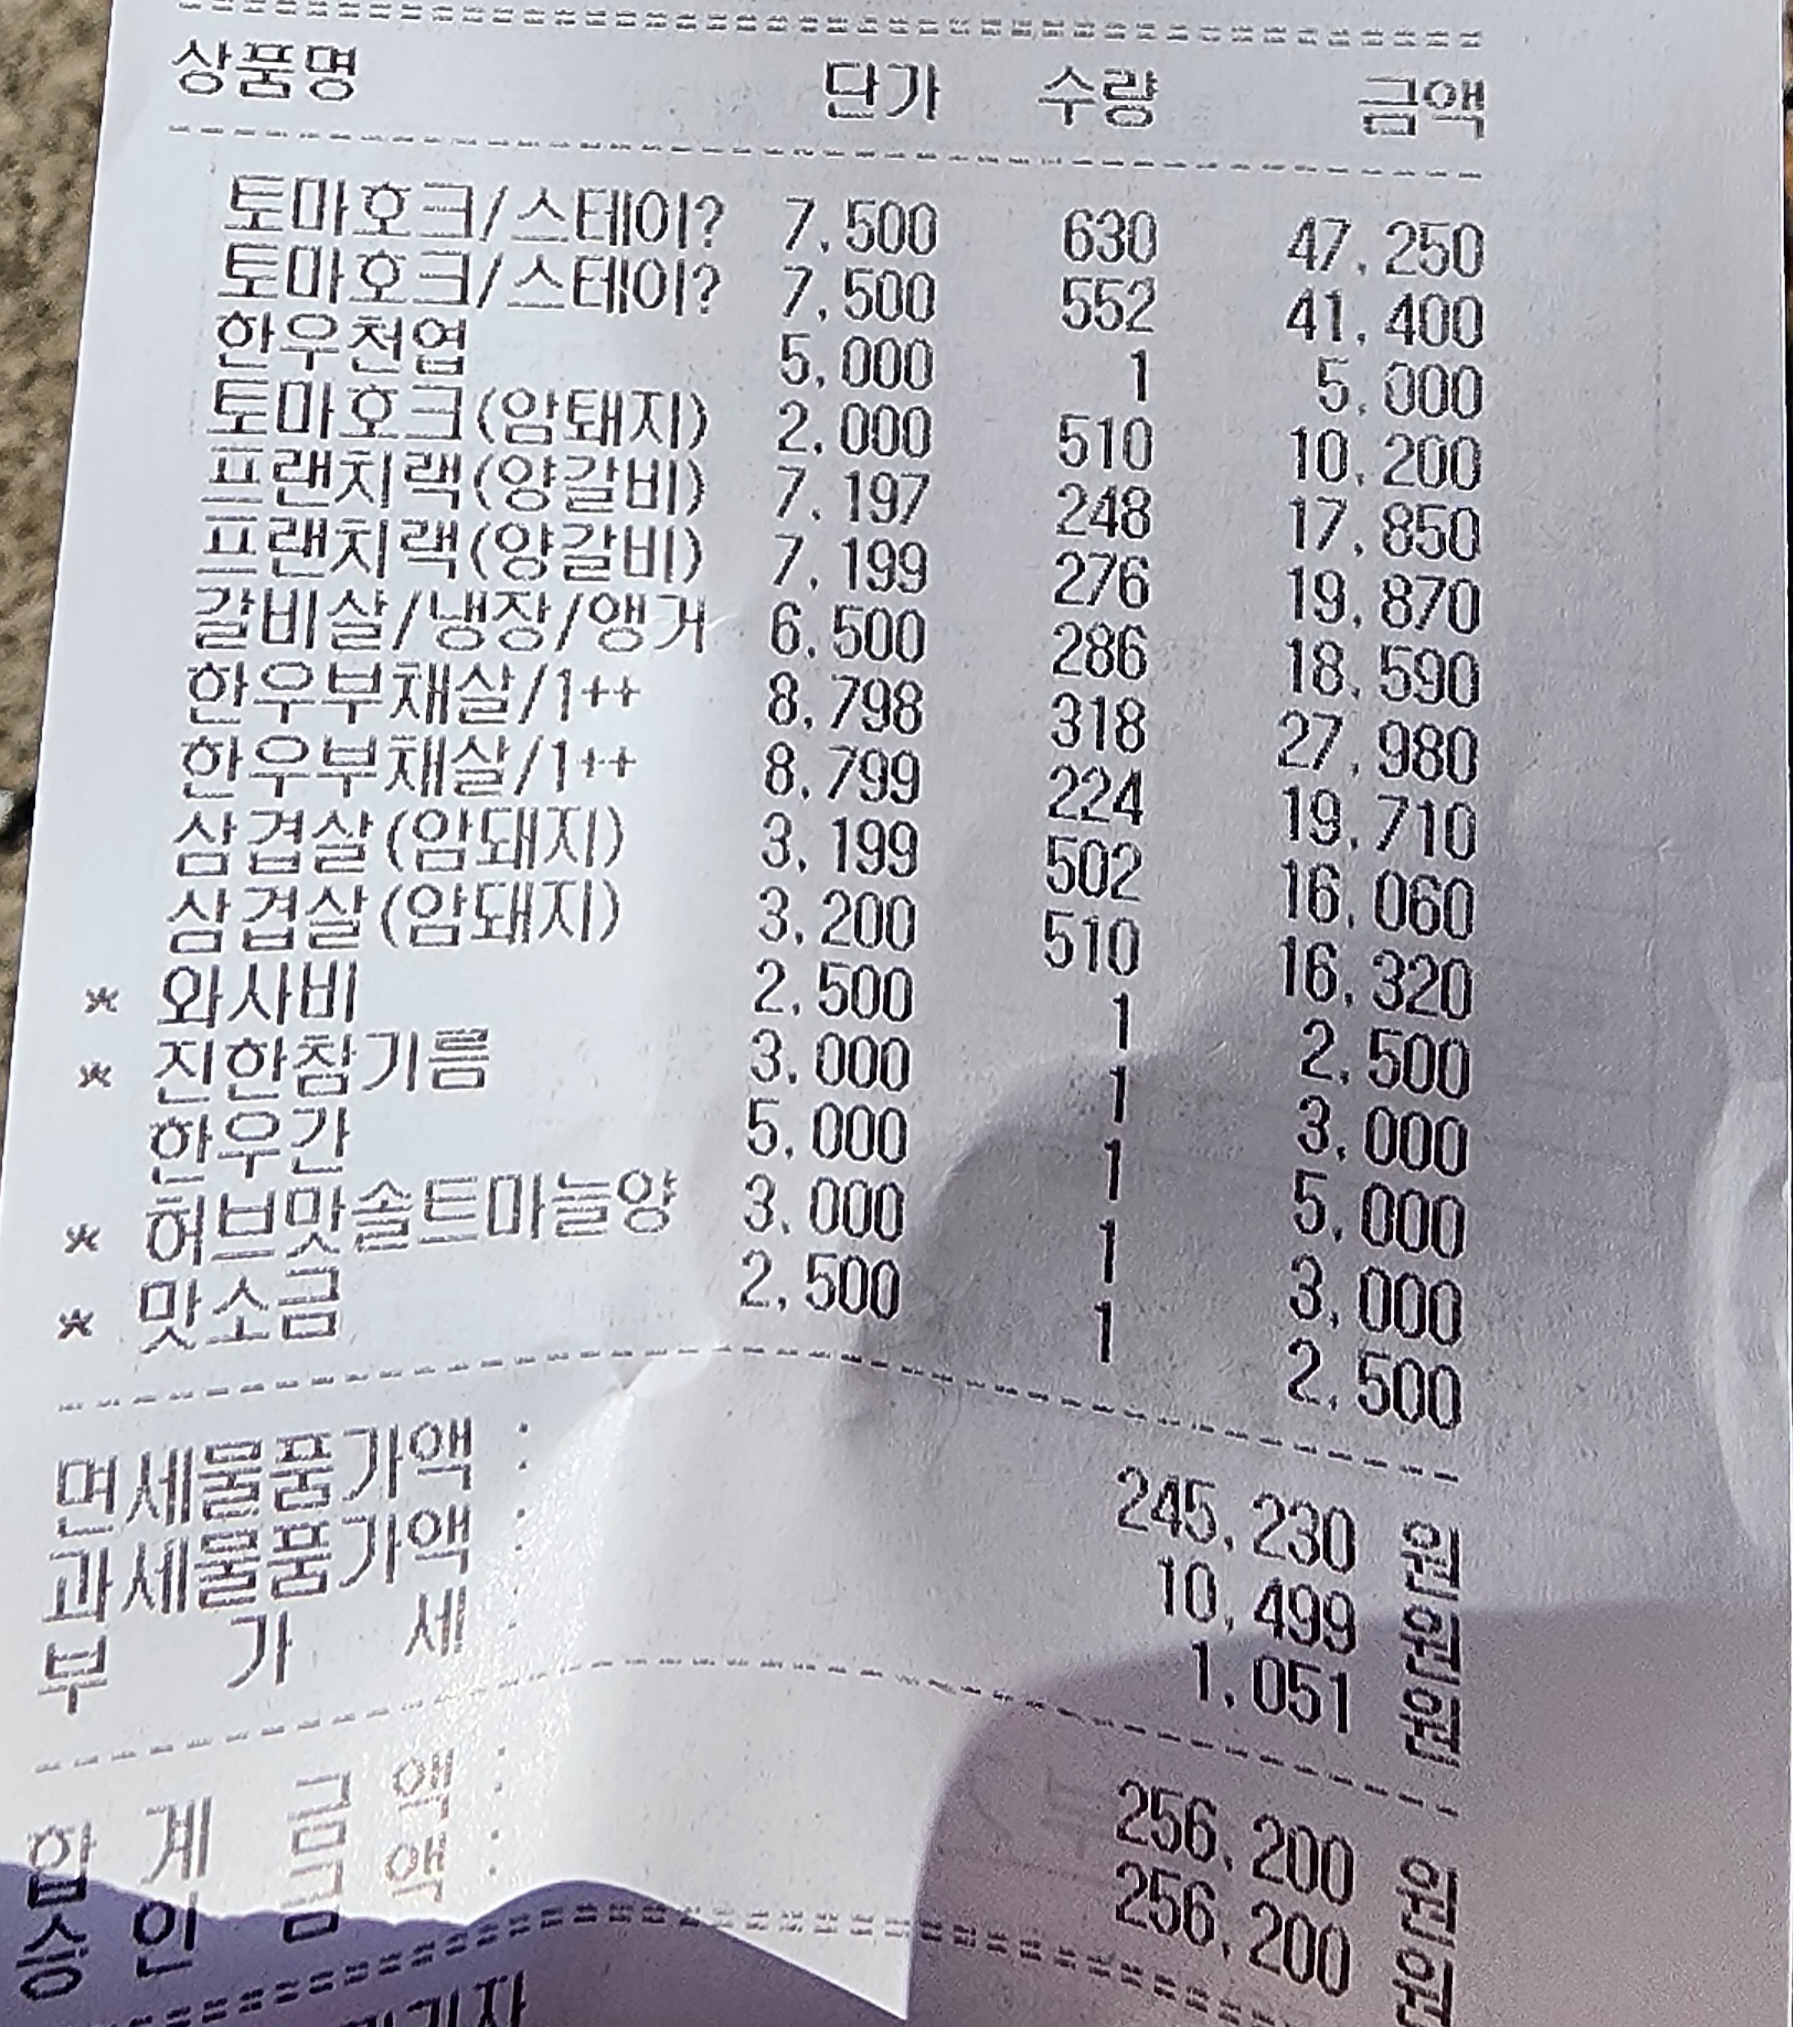 상품명 단가 수량 금액
토마호크/스테이? 7,500 630 47,250
토마호크/스테이? 7,500 552 41,400
한우천엽 5,000 1 5,000
토마호크(암퇘지) 2,000 510 10,200
프랜치랙(양갈비) 7,197 248 17,850
프랜치랙(양갈비) 7,199 276 19,870
갈비살/냉장/앵거 6,500 286 18,590
한우부채살/1++ 8,798 318 27,980
한우부채살/1++ 8,799 224 19,710
삼겹살(암퇘지) 3,199 502 16,060
삼겹살(암퇘지) 3,200 510 16,320
* 와사비 2,500 1 2,500
* 진한참기름 3,000 1 3,000
한우간 5,000 1 5,000
* 허브맛솔트마늘양 3,000 1 3,000
* 맛소금 2,500 1 2,500
면세물품가액 : 245,230 원
과세물품가액 : 10,499 원
부 가 세 : 1,051 원
합 계 금 액 : 256,200 원
승 인 금 액 : 256,200 원